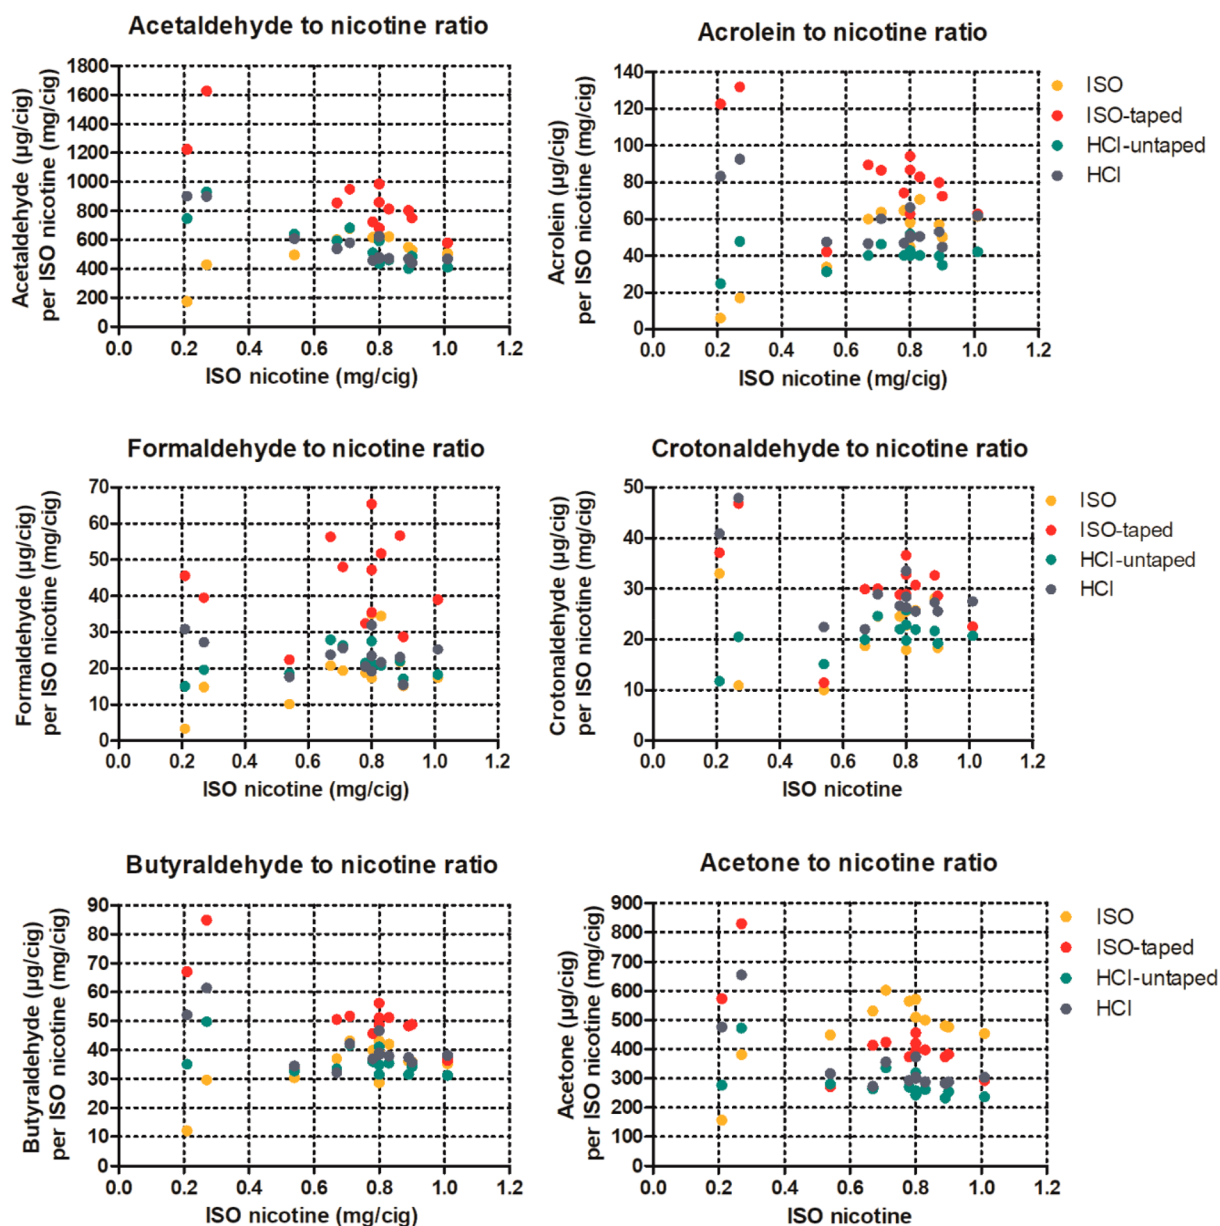 Acetaldehyde to nicotine ratio
Acetaldehyde (µg/cig)
per ISO nicotine (mg/cig)
1800
1600
1400
1200
1000
800
600
400
200
0
0.0 0.2 0.4 0.6 0.8 1.0 1.2
ISO nicotine (mg/cig)
Acrolein to nicotine ratio
Acrolein (µg/cig)
per ISO nicotine (mg/cig)
140
120
100
80
60
40
20
0
0.0 0.2 0.4 0.6 0.8 1.0 1.2
ISO nicotine (mg/cig)
ISO
ISO-taped
HCI-untaped
HCI
Formaldehyde to nicotine ratio
Formaldehyde (µg/cig)
per ISO nicotine (mg/cig)
70
60
50
40
30
20
10
0
0.0 0.2 0.4 0.6 0.8 1.0 1.2
ISO nicotine (mg/cig)
Crotonaldehyde to nicotine ratio
Crotonaldehyde (µg/cig)
per ISO nicotine (mg/cig)
50
40
30
20
10
0
0.0 0.2 0.4 0.6 0.8 1.0 1.2
ISO nicotine
ISO
ISO-taped
HCI-untaped
HCI
Butyraldehyde to nicotine ratio
Butyraldehyde (µg/cig)
per ISO nicotine (mg/cig)
90
80
70
60
50
40
30
20
10
0
0.0 0.2 0.4 0.6 0.8 1.0 1.2
ISO nicotine (mg/cig)
Acetone to nicotine ratio
Acetone (µg/cig)
per ISO nicotine (mg/cig)
900
800
700
600
500
400
300
200
100
0
0.0 0.2 0.4 0.6 0.8 1.0 1.2
ISO nicotine
ISO
ISO-taped
HCI-untaped
HCI